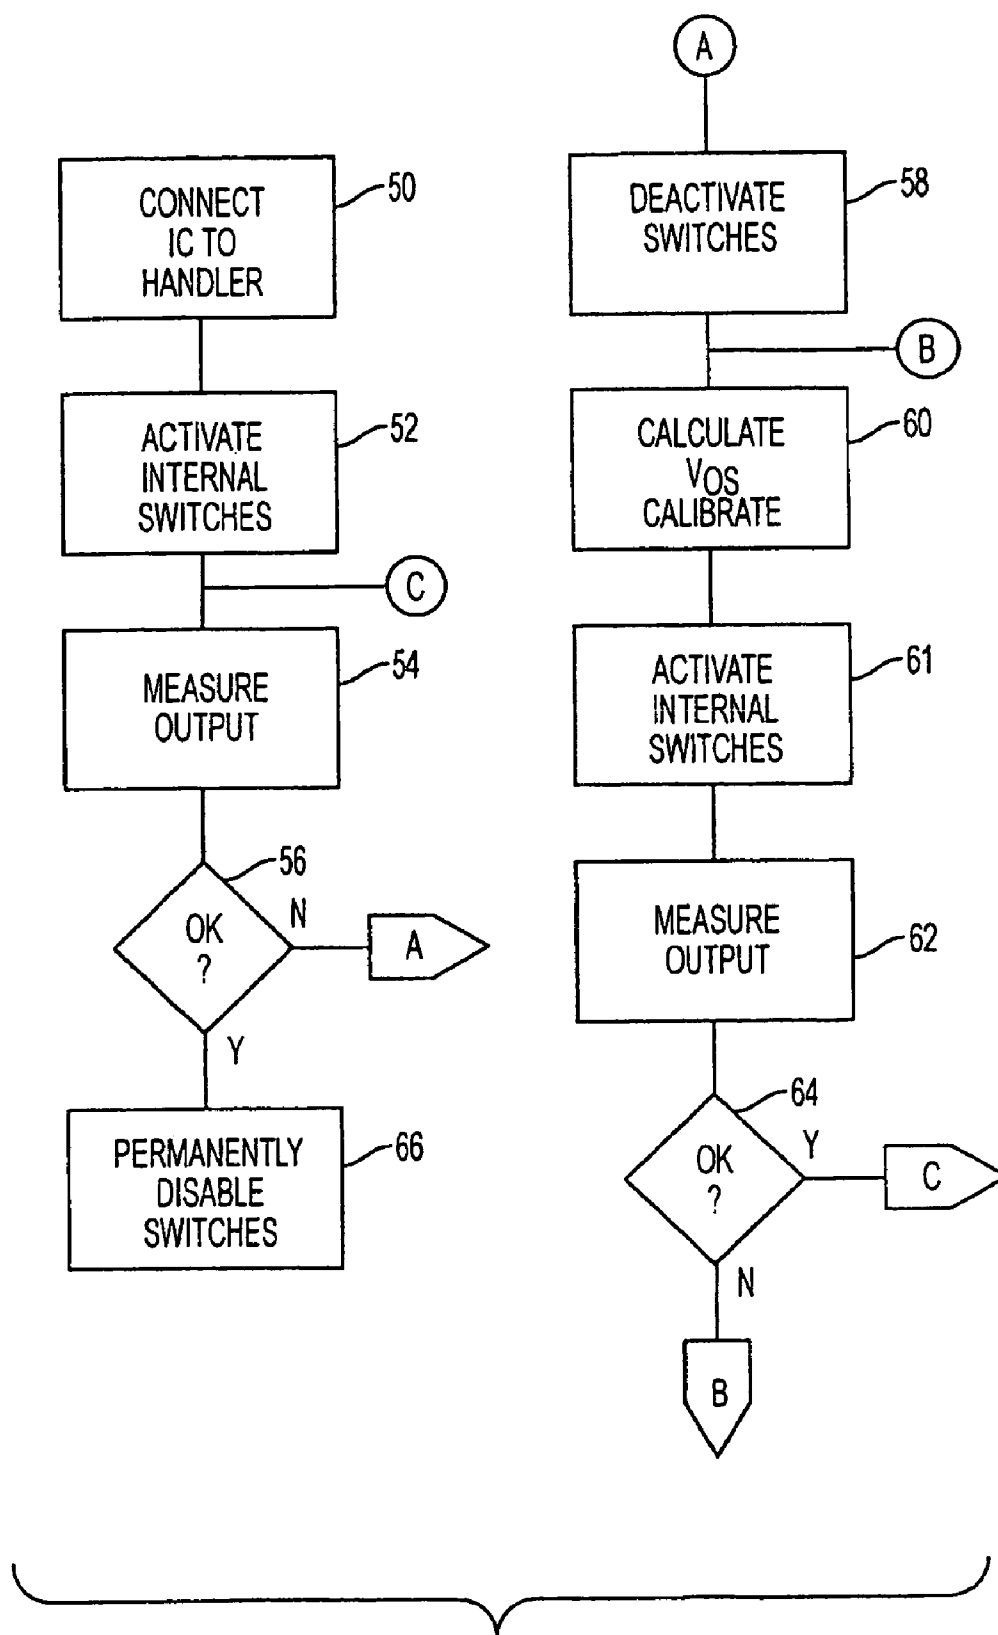 CONNECT
IC TO
HANDLER
50
ACTIVATE
INTERNAL
SWITCHES
52
C
MEASURE
OUTPUT
54
56
OK
?
N
A
Y
PERMANENTLY
DISABLE
SWITCHES
66
A
DEACTIVATE
SWITCHES
58
B
CALCULATE
VOS
CALIBRATE
60
ACTIVATE
INTERNAL
SWITCHES
61
MEASURE
OUTPUT
62
64
OK
?
Y
C
N
B